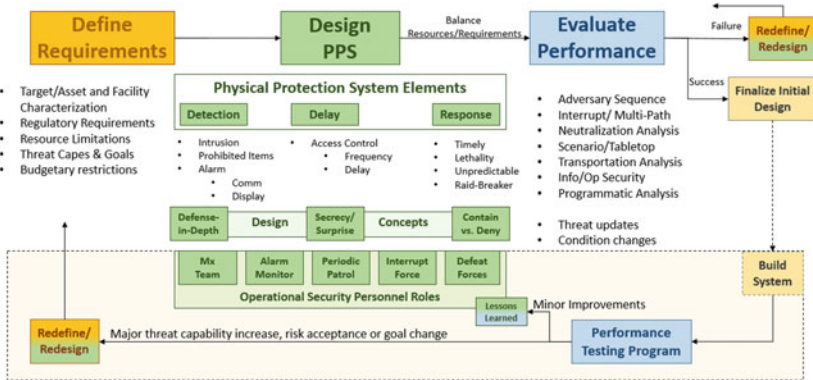 Define
Requirements
Design
PPS
Balance
Resources/Requirements
Evaluate
Performance
Failure
Redefine/
Redesign
Success
Finalize Initial
Design
• Target/Asset and Facility
Characterization
• Regulatory Requirements
• Resource Limitations
• Threat Capes & Goals
• Budgetary restrictions
Physical Protection System Elements
Detection
Delay
Response
• Intrusion
• Prohibited Items
• Alarm
• Comm
• Display
• Access Control
• Frequency
• Delay
• Timely
• Lethality
• Unpredictable
• Raid-Breaker
• Adversary Sequence
• Interrupt/ Multi-Path
• Neutralization Analysis
• Scenario/Tabletop
• Transportation Analysis
• Info/Op Security
• Programmatic Analysis
• Threat updates
• Condition changes
Defense-
in-Depth
Design
Secrecy/
Surprise
Concepts
Contain
vs. Deny
Mx
Team
Alarm
Monitor
Periodic
Patrol
Interrupt
Force
Defeat
Forces
Operational Security Personnel Roles
Build
System
Lessons
Learned
Minor Improvements
Redefine/
Redesign
Major threat capability increase, risk acceptance or goal change
Performance
Testing Program